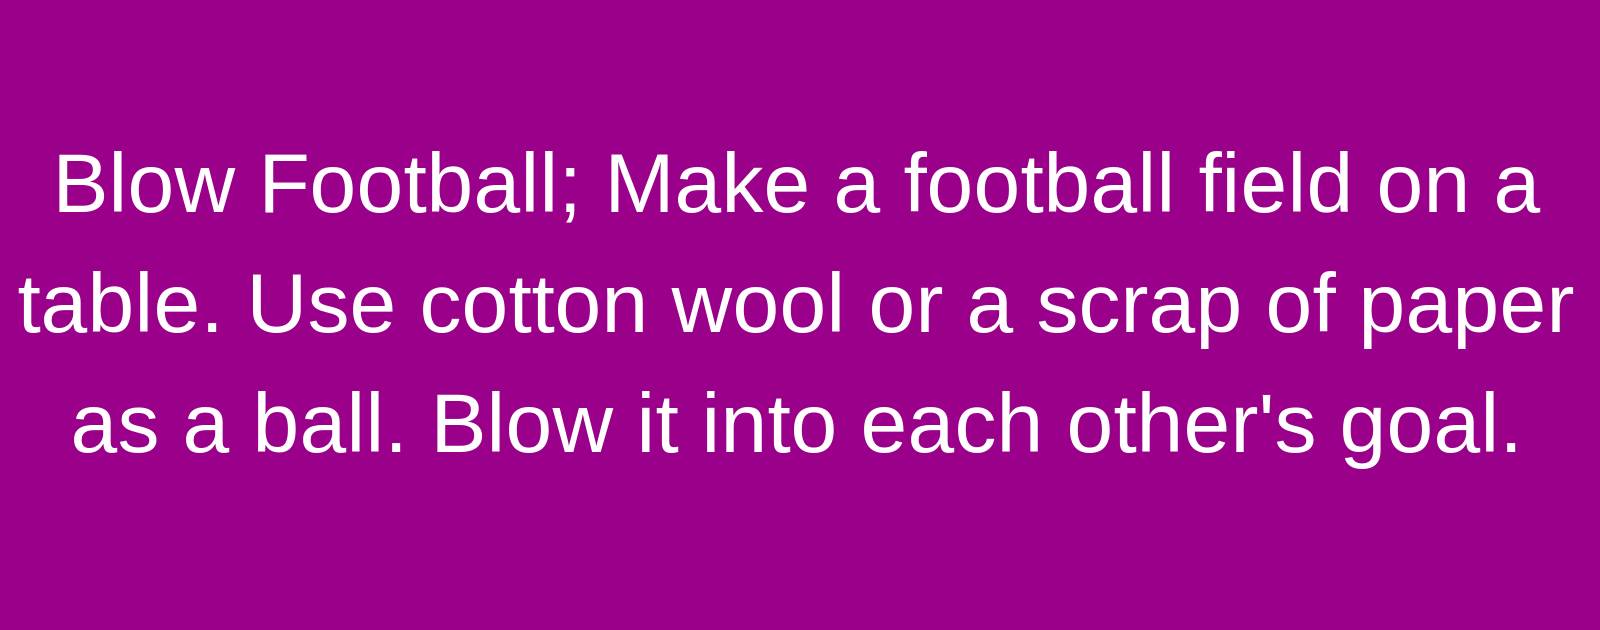 Blow Football; Make a football field on a
table. Use cotton wool or a scrap of paper
as a ball. Blow it into each other's goal.